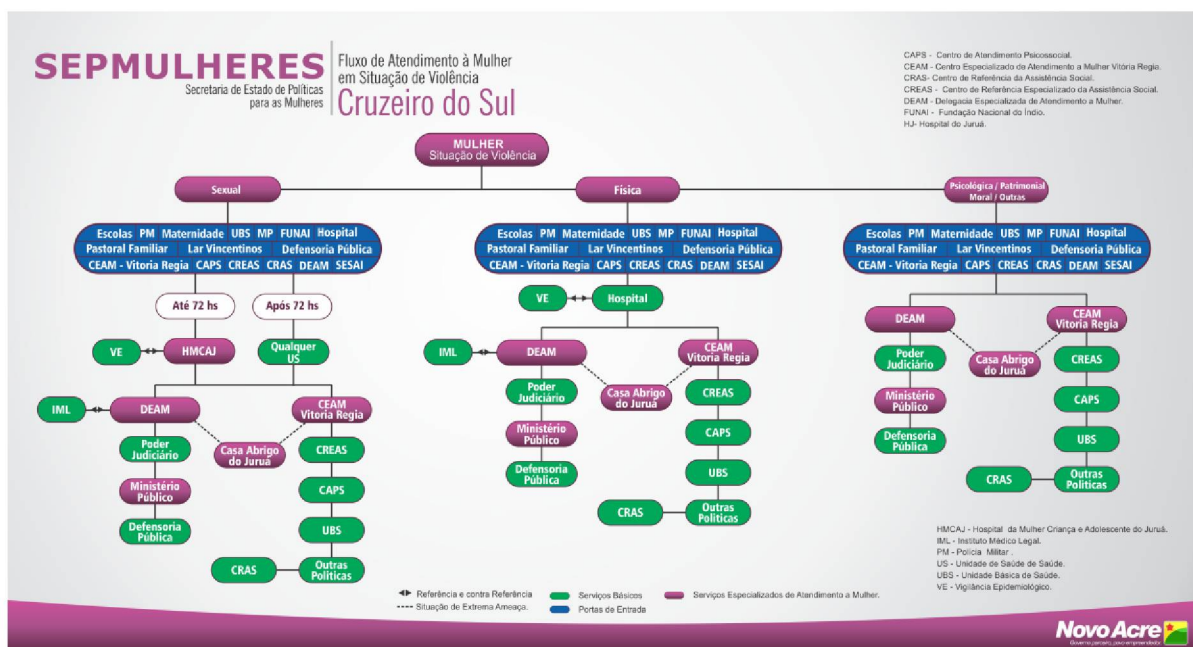 SEPMULHERES
Secretaria de Estado de Políticas
para as Mulheres
Fluxo de Atendimento à Mulher
em Situação de Violência
Cruzeiro do Sul
CAPS - Centro de Atendimento Psicossocial.
CEAM - Centro Especializado de Atendimento a Mulher Vitória Regia.
CRAS- Centro de Referência da Assistência Social.
CREAS - Centro de Referência Especializado da Assistência Social.
DEAM - Delegacia Especializada de Atendimento a Mulher.
FUNAI - Fundação Nacional do Índio.
HJ- Hospital do Juruá.
MULHER
Situação de Violência
Sexual
Escolas PM Maternidade UBS MP FUNAI Hospital
Pastoral Familiar Lar Vincentinos Defensoria Pública
CEAM - Vitoria Regia CAPS CREAS CRAS DEAM SESAI
Até 72 hs
Após 72 hs
VE
HMCAJ
Qualquer
US
IML
DEAM
CEAM
Vitoria Regia
Casa Abrigo
do Juruá
Poder
Judiciário
Ministério
Público
Defensoria
Pública
CREAS
CAPS
UBS
CRAS
Outras
Políticas
Física
Escolas PM Maternidade UBS MP FUNAI Hospital
Pastoral Familiar Lar Vincentinos Defensoria Pública
CEAM - Vitoria Regia CAPS CREAS CRAS DEAM SESAI
VE
Hospital
IML
DEAM
CEAM
Vitoria Regia
Casa Abrigo
do Juruá
Poder
Judiciário
Ministério
Público
Defensoria
Pública
CREAS
CAPS
UBS
CRAS
Outras
Políticas
Psicológica / Patrimonial
Moral / Outras
Escolas PM Maternidade UBS MP FUNAI Hospital
Pastoral Familiar Lar Vincentinos Defensoria Pública
CEAM - Vitoria Regia CAPS CREAS CRAS DEAM SESAI
DEAM
CEAM
Vitoria Regia
Casa Abrigo
do Juruá
Poder
Judiciário
Ministério
Público
Defensoria
Pública
CREAS
CAPS
UBS
CRAS
Outras
Políticas
HMCAJ - Hospital da Mulher Criança e Adolescente do Juruá.
IML - Instituto Médico Legal.
PM - Polícia Militar .
US - Unidade de Saúde de Saúde.
UBS - Unidade Básica de Saúde.
VE - Vigilância Epidemiológico.
Referência e contra Referência
Situação de Extrema Ameaça.
Serviços Básicos
Portas de Entrada
Serviços Especializados de Atendimento a Mulher.
Novo Acre
Governo parceiro, povo empreendedor